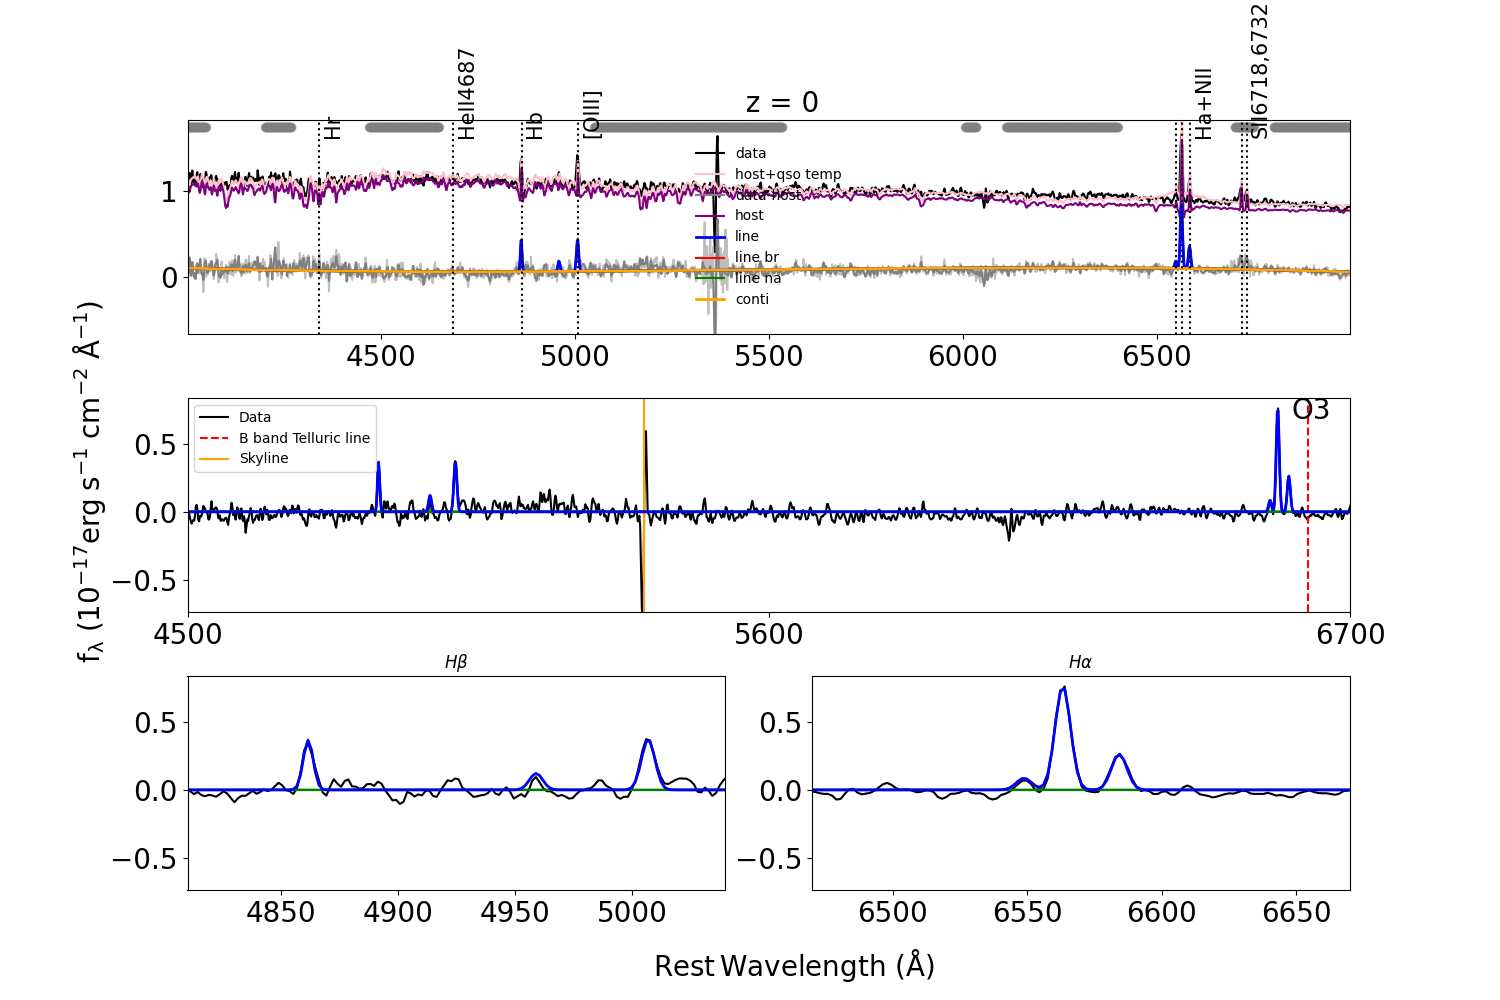 z = 0
Hr
HeII4687
Hb
[OIII]
Ha+NII
SII6718,6732
data
host+qso temp
data-host
host
line
line br
line na
conti
1
0
4500 5000 5500 6000 6500
Data
B band Telluric line
Skyline
O3
0.5
0.0
−0.5
4500 5600 6700
fλ (10−17erg s−1 cm−2 Å−1)
Hβ
0.5
0.0
−0.5
4850 4900 4950 5000
Hα
0.5
0.0
−0.5
6500 6550 6600 6650
Rest Wavelength (Å)